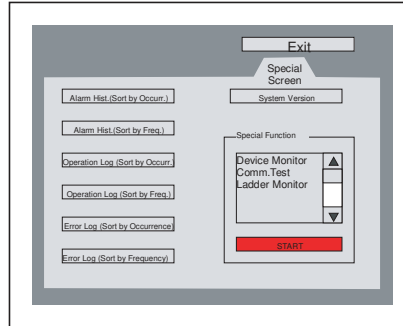 Exit
Special
Screen
Alarm Hist.(Sort by Occurr.)
System Version
Alarm Hist.(Sort by Freq.)
Special Function
Operation Log (Sort by Occurr.)
Device Monitor
Comm.Test
Ladder Monitor
Operation Log (Sort by Freq.)
Error Log (Sort by Occurrence)
START
Error Log (Sort by Frequency)